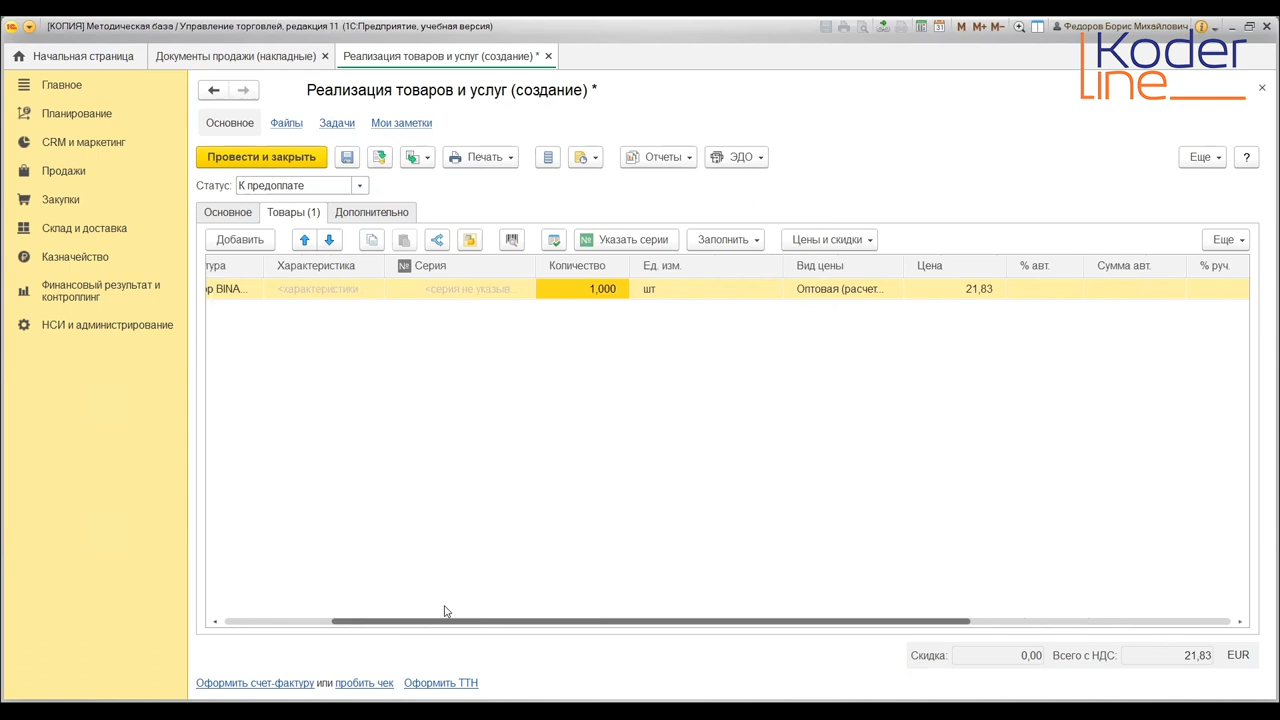 [КОПИЯ] Методическая база / Управление торговлей, редакция 11 (1С:Предприятие, учебная версия)
M M+ M-
Федоров Борис Михайлович
Начальная страница
Документы продажи (накладные)
Реализация товаров и услуг (создание) *
Koder
line
Главное
Планирование
CRM и маркетинг
Продажи
Закупки
Склад и доставка
Казначейство
Финансовый результат и
контроллинг
НСИ и администрирование
Реализация товаров и услуг (создание) *
Основное Файлы Задачи Мои заметки
Провести и закрыть Печать Отчеты ЭДО Еще ?
Статус: К предоплате
Основное Товары (1) Дополнительно
Добавить № Указать серии Заполнить Цены и скидки Еще
тура Характеристика № Серия Количество Ед. изм. Вид цены Цена % авт. Сумма авт. % руч.
ор BINA... <характеристики <серия не указыв... 1,000 шт Оптовая (расчет... 21,83
Скидка: 0,00 Всего с НДС: 21,83 EUR
Оформить счет-фактуру или пробить чек Оформить ТТН